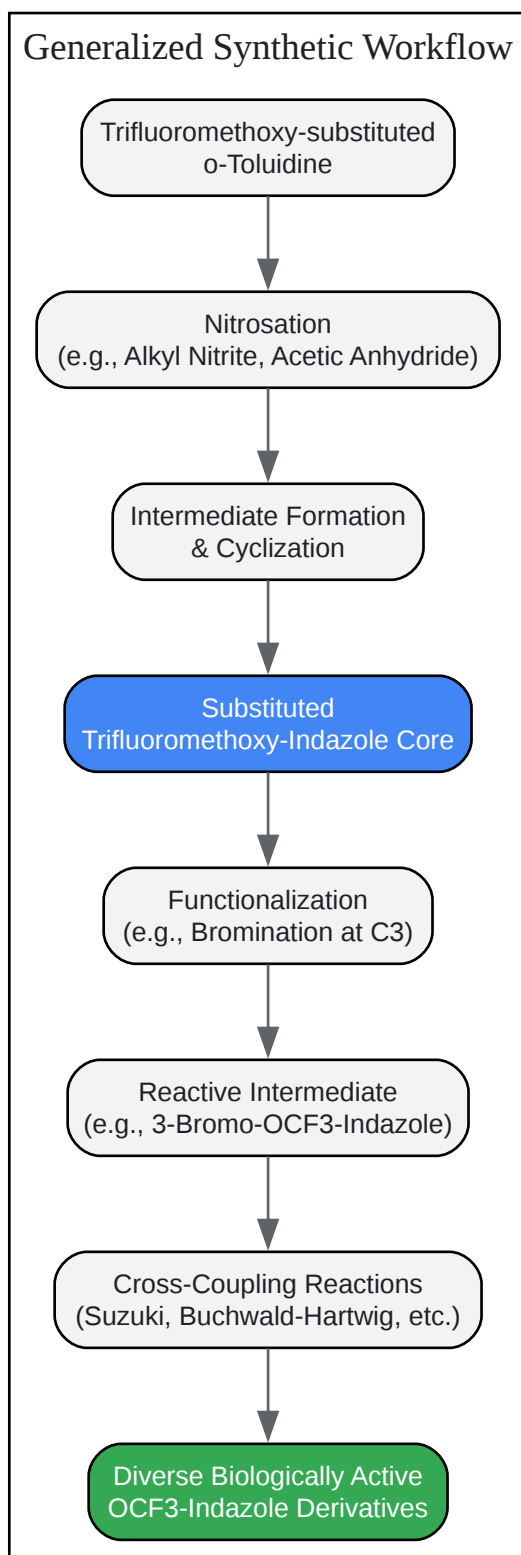 Generalized Synthetic Workflow
Trifluoromethoxy-substituted
o-Toluidine
Nitrosation
(e.g., Alkyl Nitrite, Acetic Anhydride)
Intermediate Formation
& Cyclization
Substituted
Trifluoromethoxy-Indazole Core
Functionalization
(e.g., Bromination at C3)
Reactive Intermediate
(e.g., 3-Bromo-OCF3-Indazole)
Cross-Coupling Reactions
(Suzuki, Buchwald-Hartwig, etc.)
Diverse Biologically Active
OCF3-Indazole Derivatives